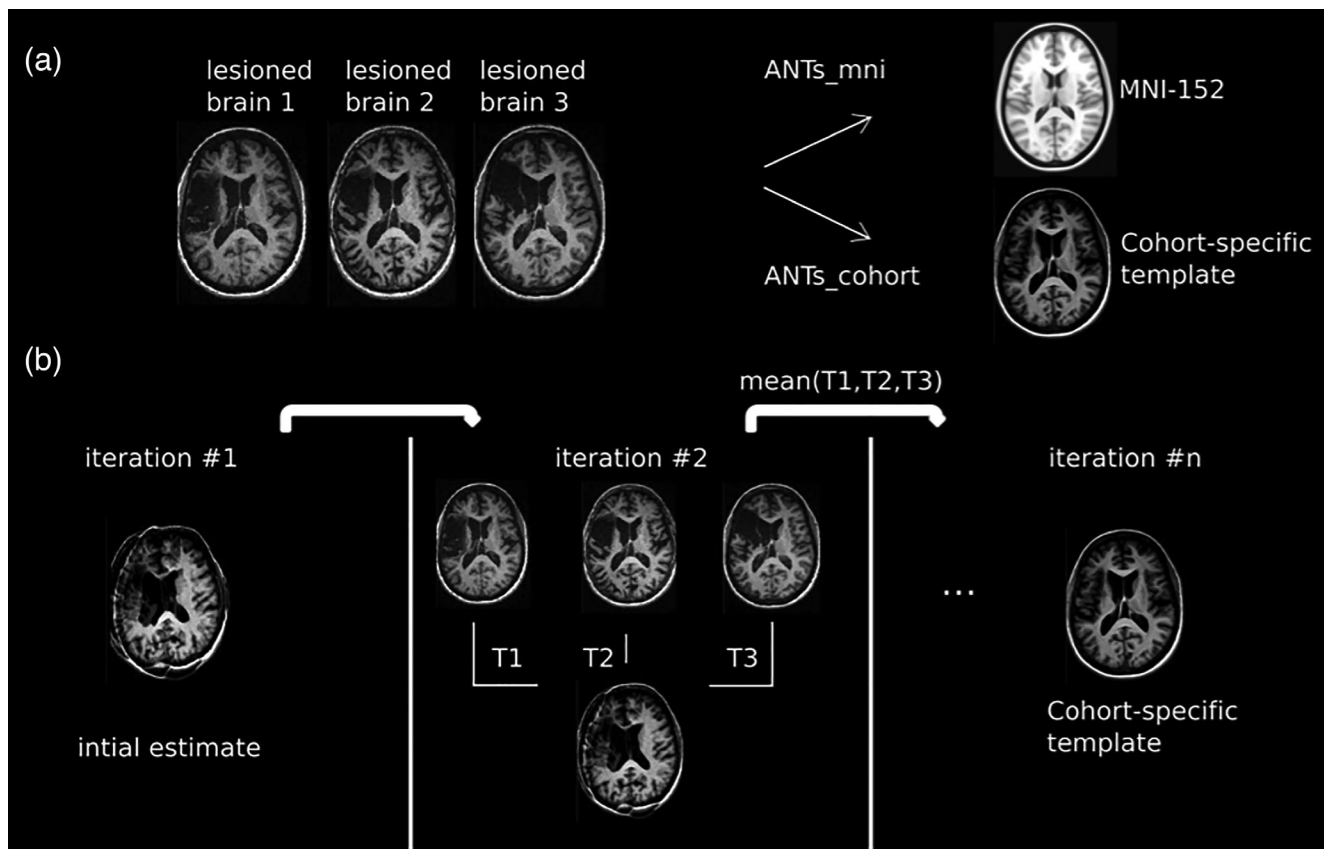 (a)
lesioned
brain 1
lesioned
brain 2
lesioned
brain 3
ANTs_mni
MNI-152
ANTs_cohort
Cohort-specific
template
(b)
mean(T1,T2,T3)
iteration #1
iteration #2
iteration #n
...
T1
T2
T3
intial estimate
Cohort-specific
template